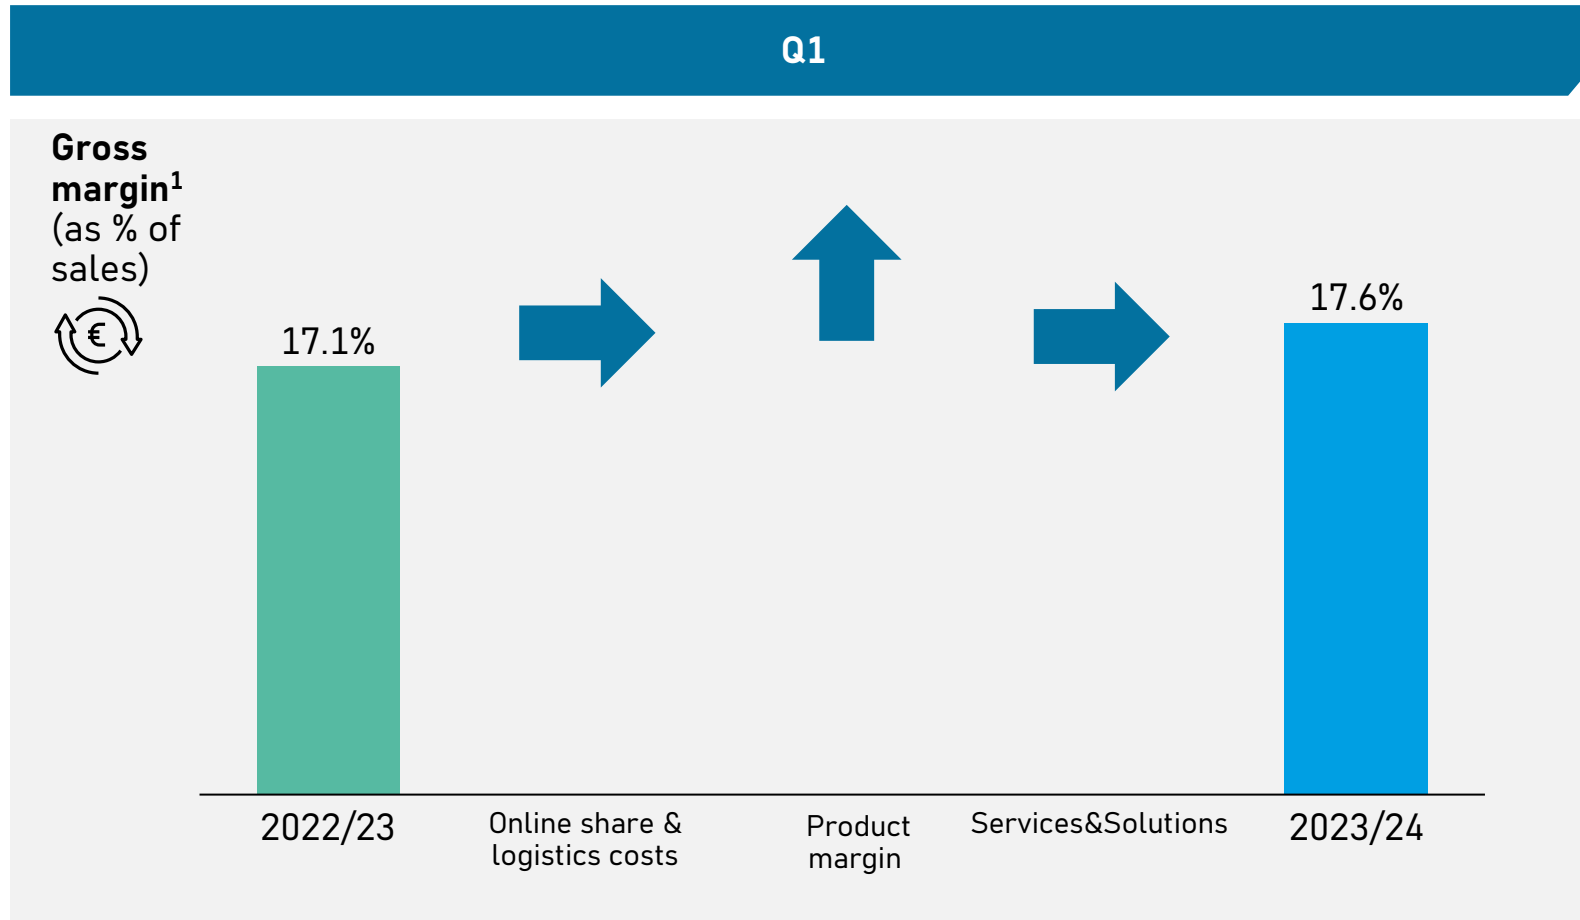 Q1
Gross
margin¹
(as % of
sales)
€
17.1%
17.6%
2022/23
Online share &
logistics costs
Product
margin
Services&Solutions
2023/24